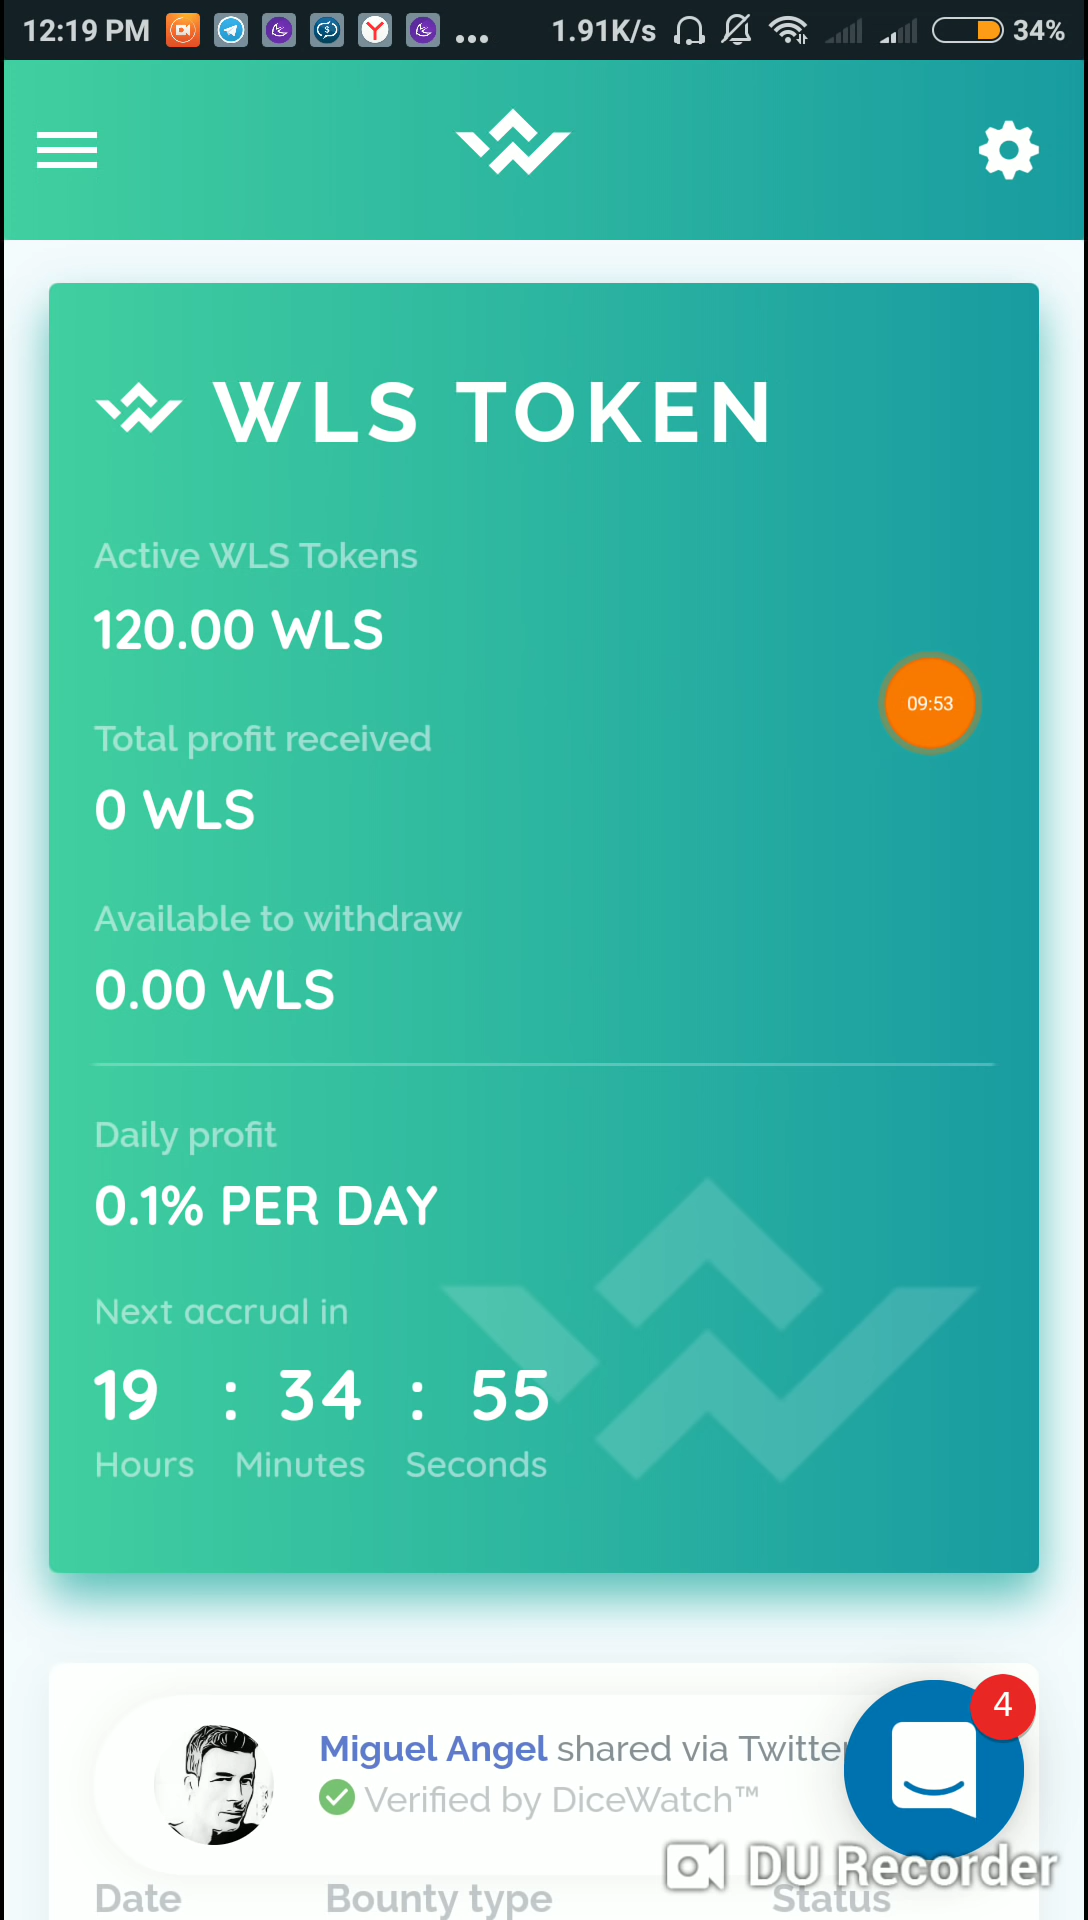 12:19 PM ... 1.91K/s 34%
WLS TOKEN
Active WLS Tokens
120.00 WLS
09:53
Total profit received
0 WLS
Available to withdraw
0.00 WLS
Daily profit
0.1% PER DAY
Next accrual in
19 : 34 : 55
Hours Minutes Seconds
4
Miguel Angel shared via Twitter
Verified by DiceWatch™
DU Recorder
Date Bounty type Status